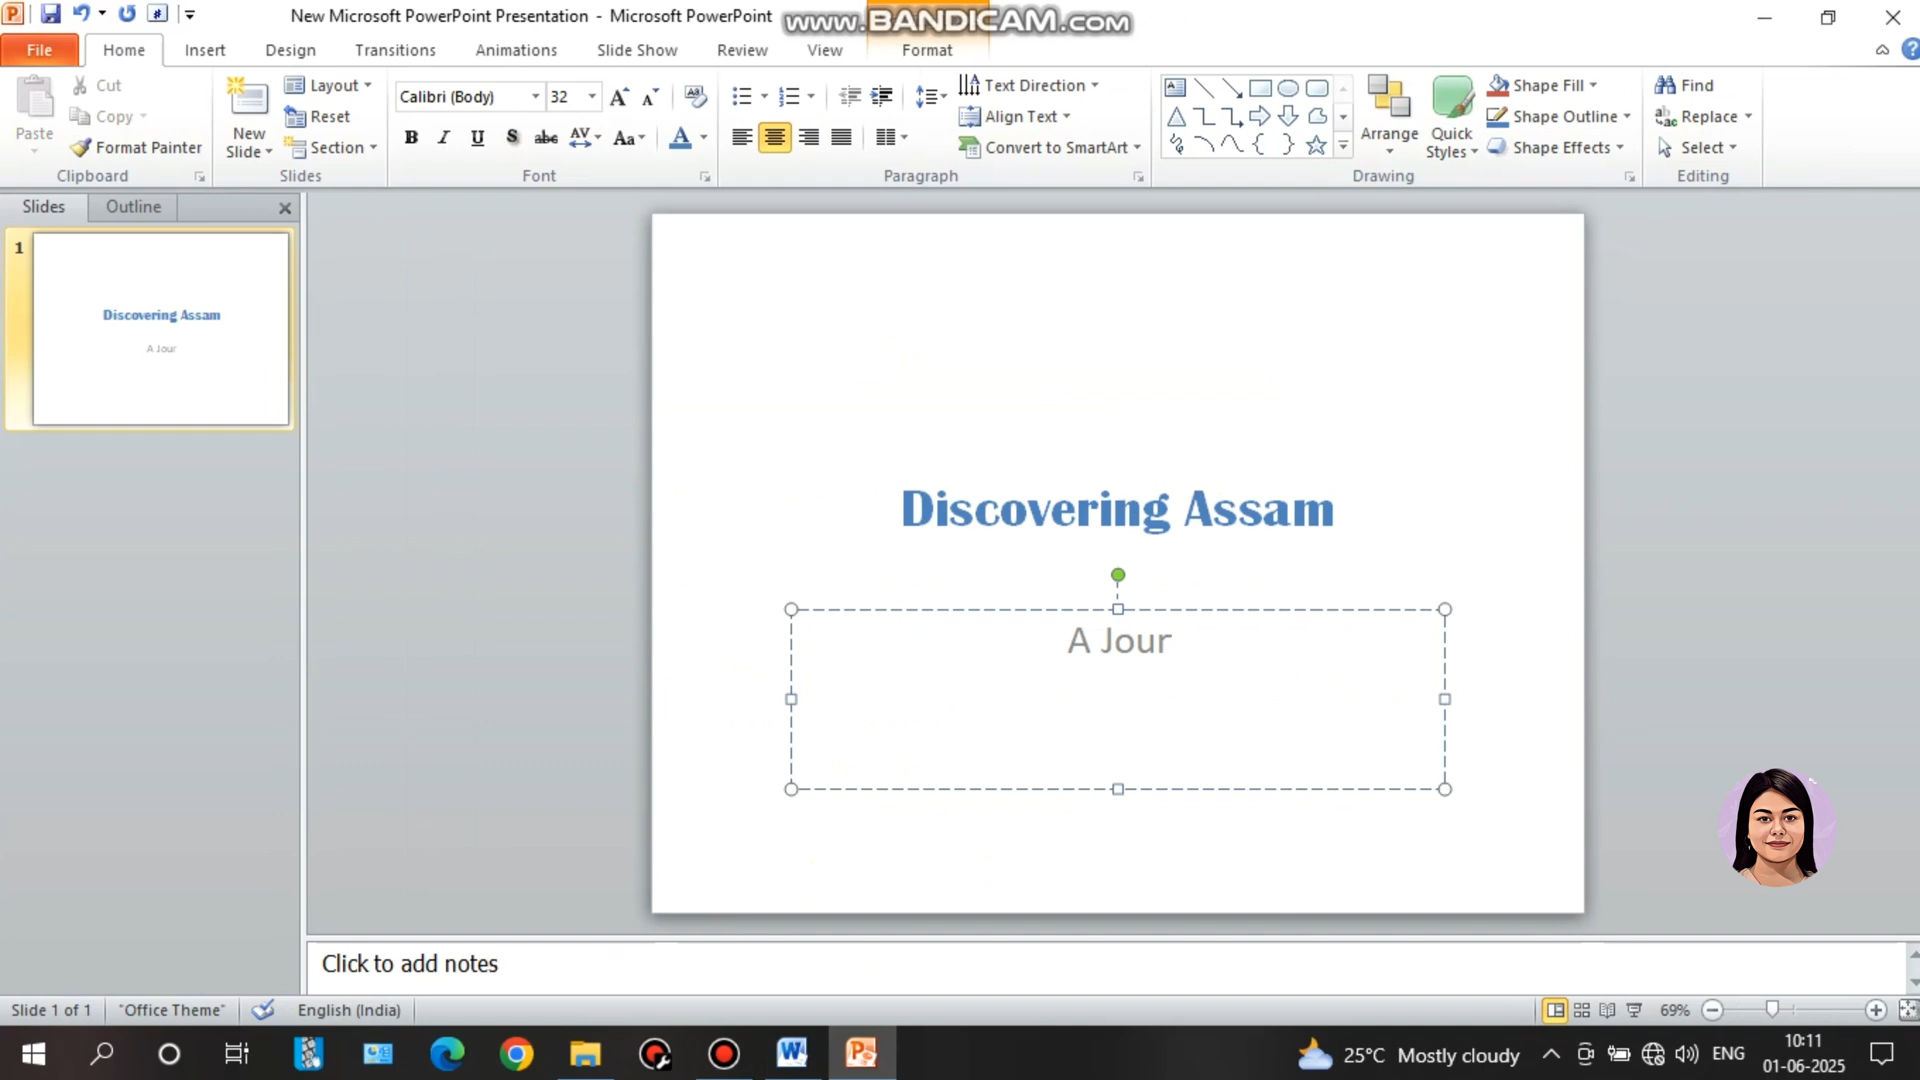 New Microsoft PowerPoint Presentation - Microsoft PowerPoint
www.BANDICAM.com
File Home Insert Design Transitions Animations Slide Show Review View Format
Paste
Cut
Copy
Format Painter
Clipboard
New Slide
Layout
Reset
Section
Slides
Calibri (Body) 32
Font
Text Direction
Align Text
Convert to SmartArt
Paragraph
Arrange
Quick Styles
Shape Fill
Shape Outline
Shape Effects
Drawing
Find
Replace
Select
Editing
Slides Outline
1
Discovering Assam
A Jour
Discovering Assam
A Jour
Click to add notes
Slide 1 of 1 "Office Theme" English (India) 69%
25°C Mostly cloudy ENG 10:11
01-06-2025